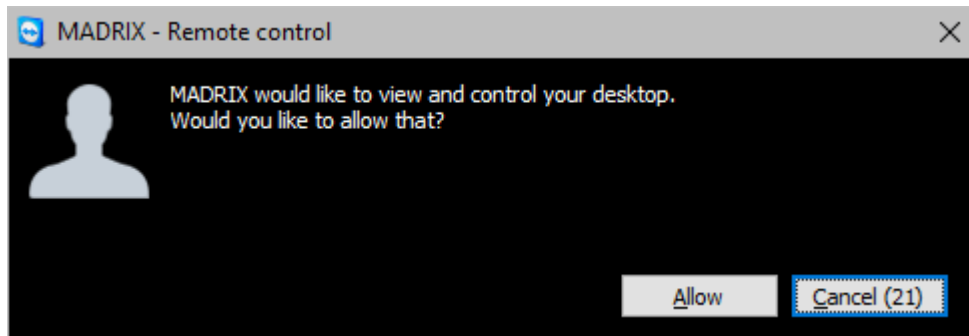 MADRIX - Remote control
MADRIX would like to view and control your desktop.
Would you like to allow that?
Allow
Cancel (21)